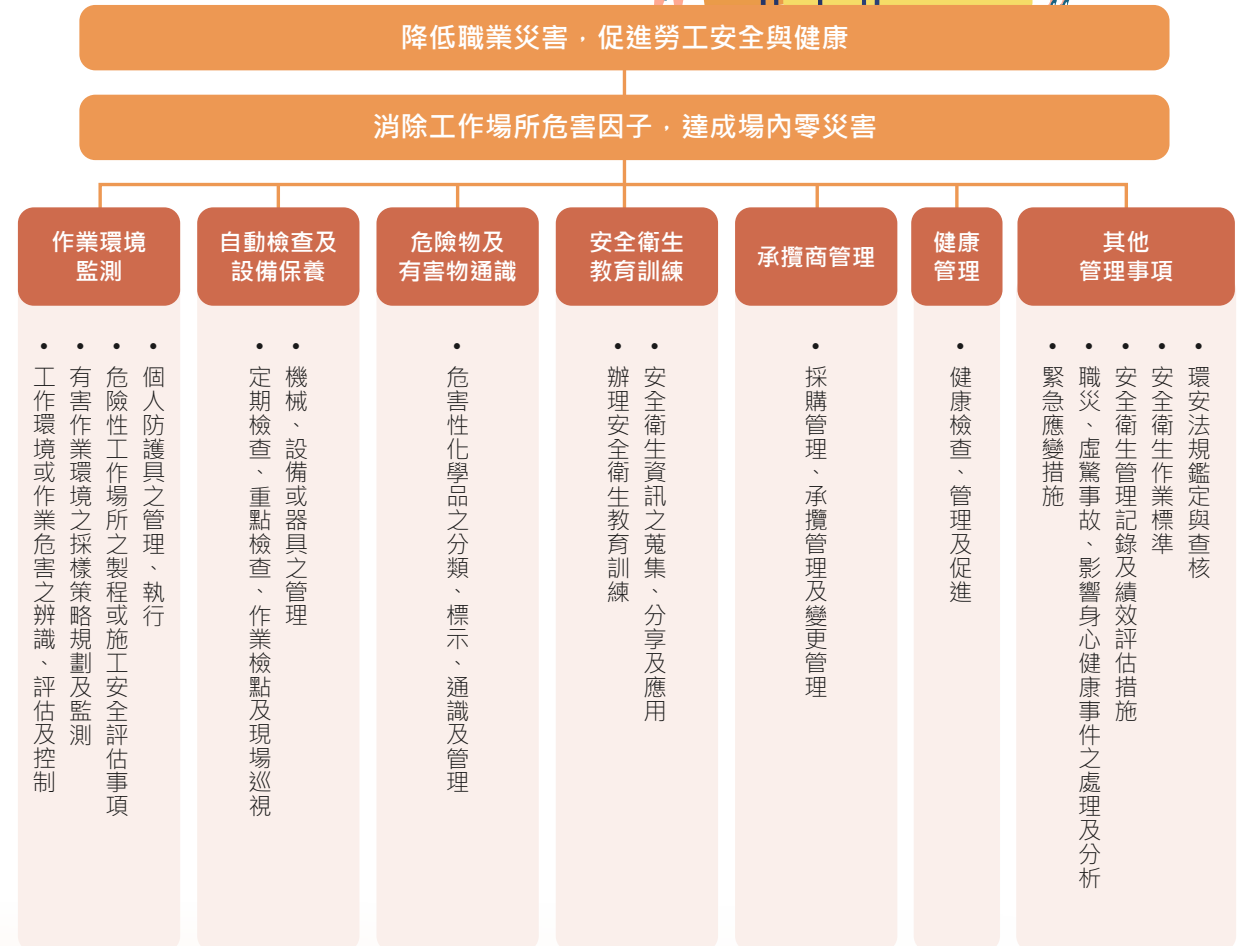 降低職業災害，促進勞工安全與健康
消除工作場所危害因子，達成場內零災害
作業環境
監測
• 個人防護具之管理、執行
• 危險性工作場所之製程或施工安全評估事項
• 有害作業環境之採樣策略規劃及監測
• 工作環境或作業危害之辨識、評估及控制
自動檢查及
設備保養
• 機械、設備或器具之管理
• 定期檢查、重點檢查、作業檢點及現場巡視
危險物及
有害物通識
• 危害性化學品之分類、標示、通識及管理
安全衛生
教育訓練
• 安全衛生資訊之蒐集、分享及應用
• 辦理安全衛生教育訓練
承攬商管理
• 採購管理、承攬管理及變更管理
健康
管理
• 健康檢查、管理及促進
其他
管理事項
• 環安法規鑑定與查核
• 安全衛生作業標準
• 安全衛生管理記錄及績效評估措施
• 職災、虛驚事故、影響身心健康事件之處理及分析
• 緊急應變措施